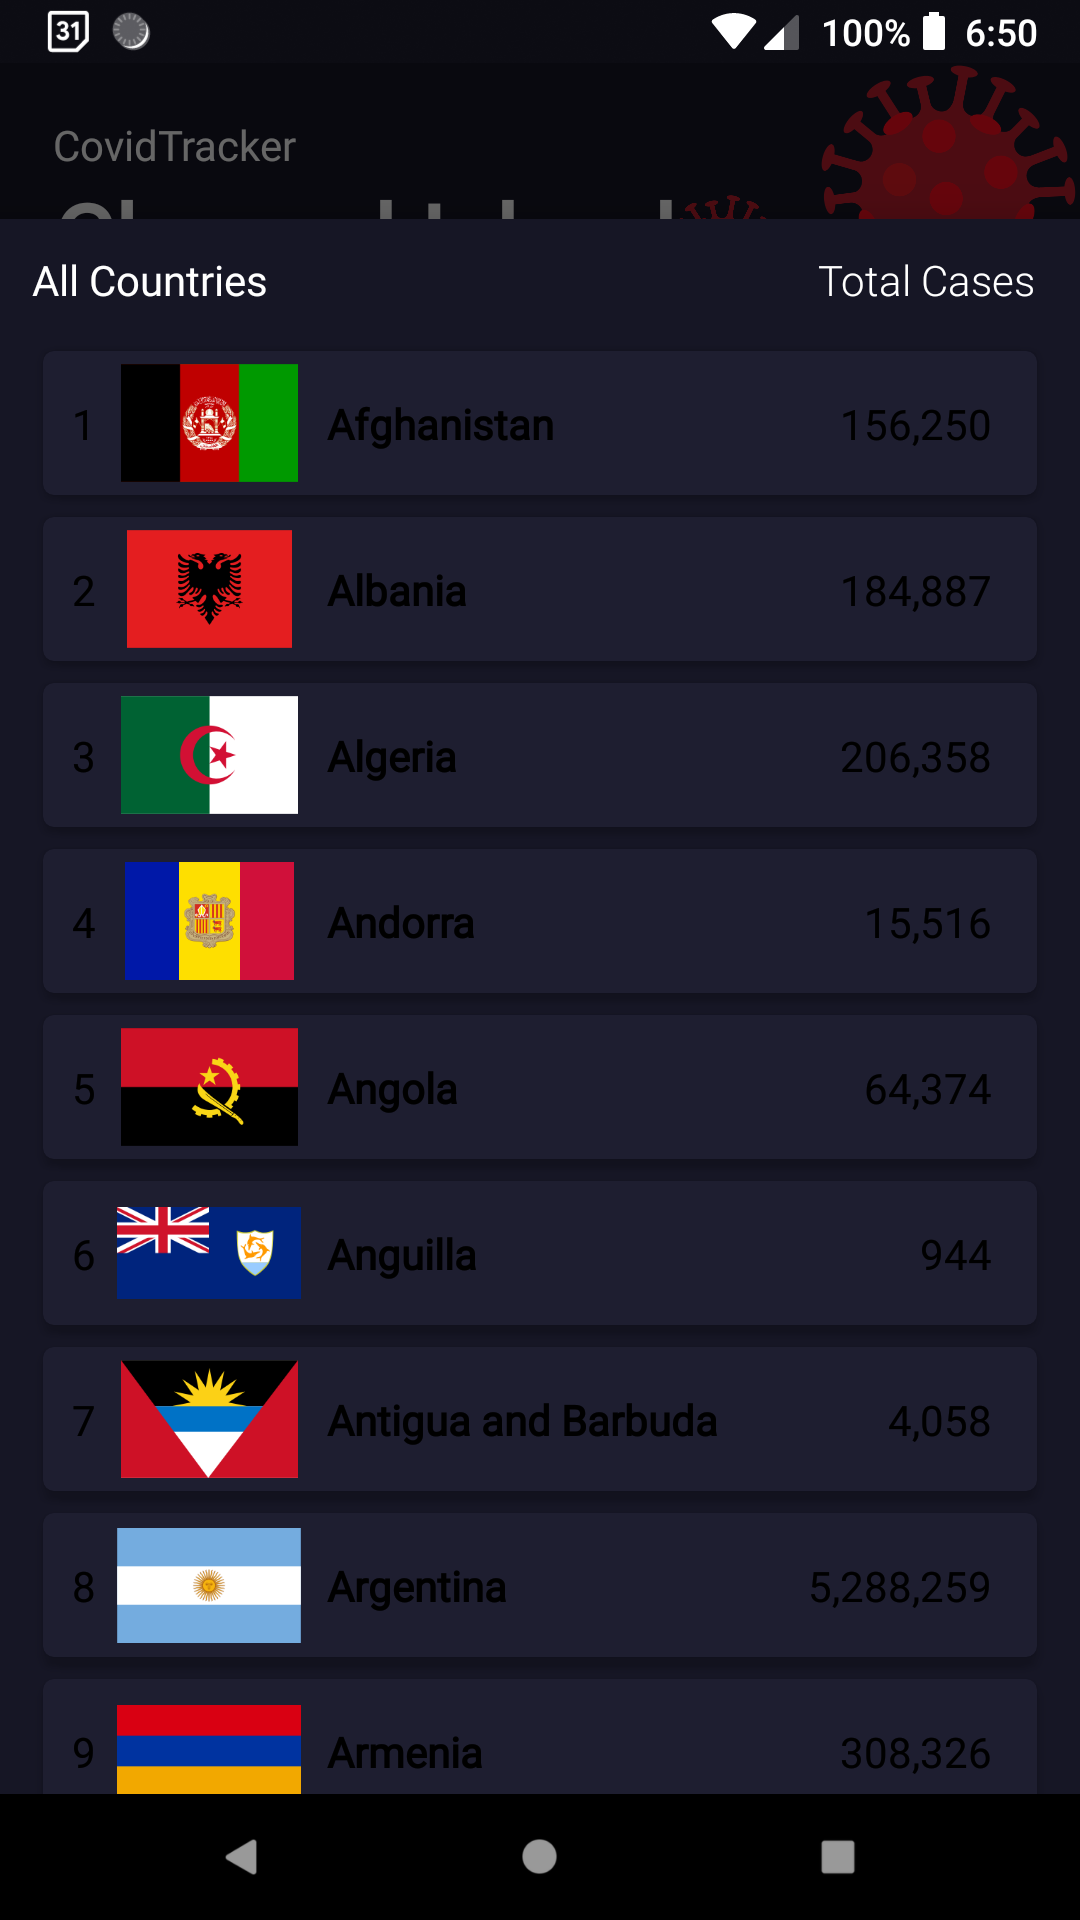 31 100% 6:50
CovidTracker
All Countries Total Cases
1 Afghanistan 156,250
2 Albania 184,887
3 Algeria 206,358
4 Andorra 15,516
5 Angola 64,374
6 Anguilla 944
7 Antigua and Barbuda 4,058
8 Argentina 5,288,259
9 Armenia 308,326